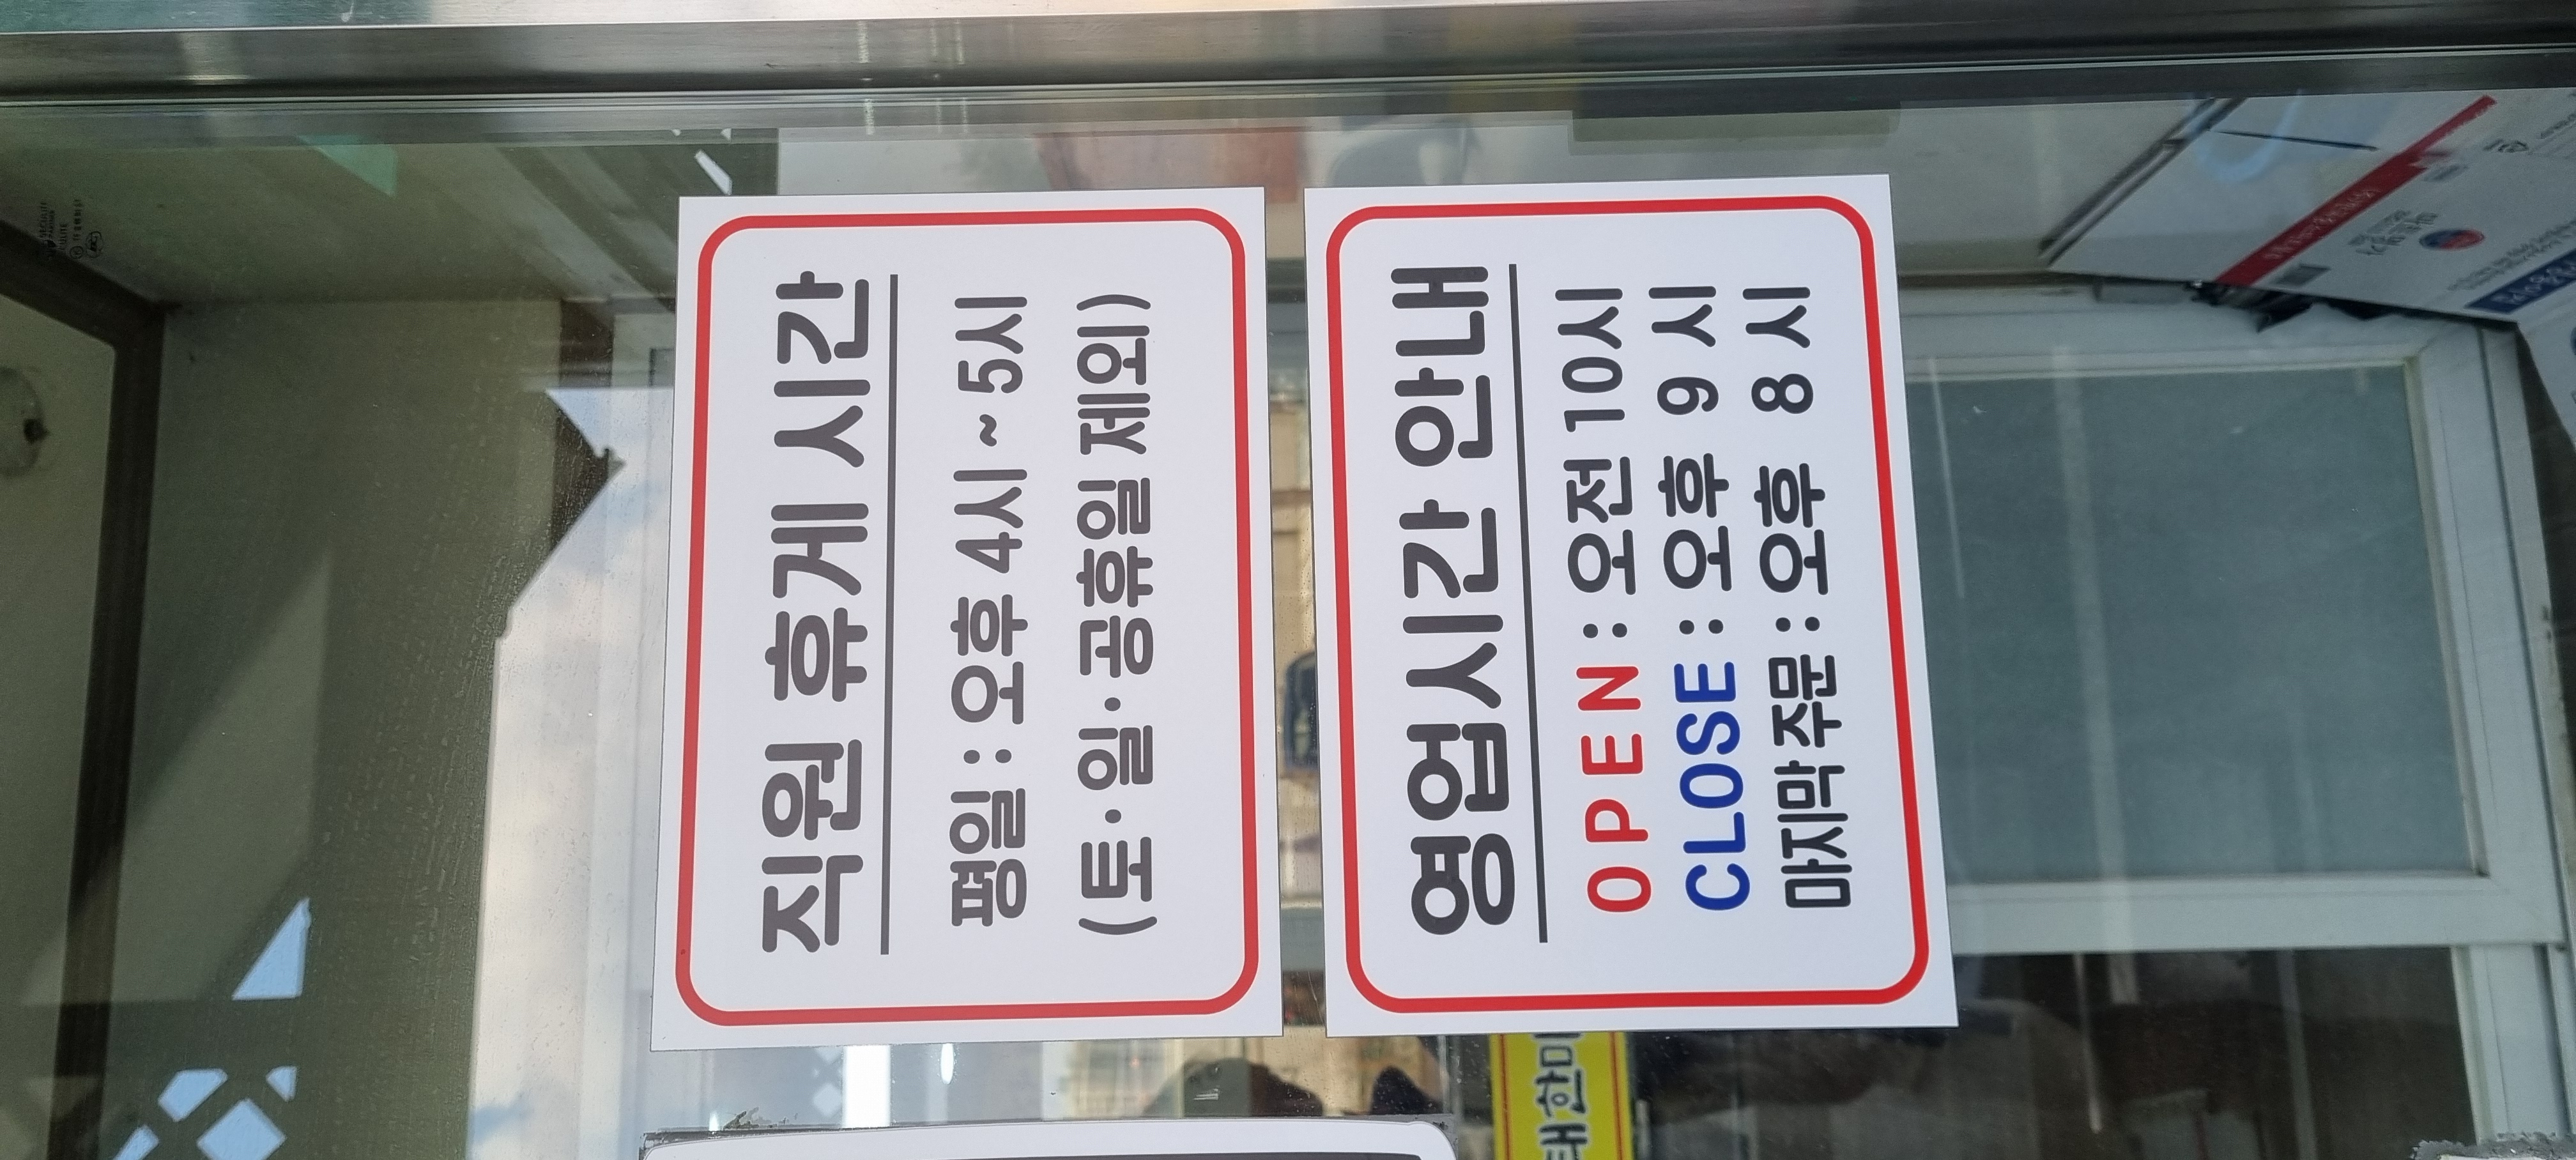 직원 휴게 시간
평일 : 오후 4시 ~ 5시
(토·일·공휴일 제외)
영업시간 안내
OPEN : 오전 10시
CLOSE : 오후 9 시
마지막 주문 : 오후 8 시